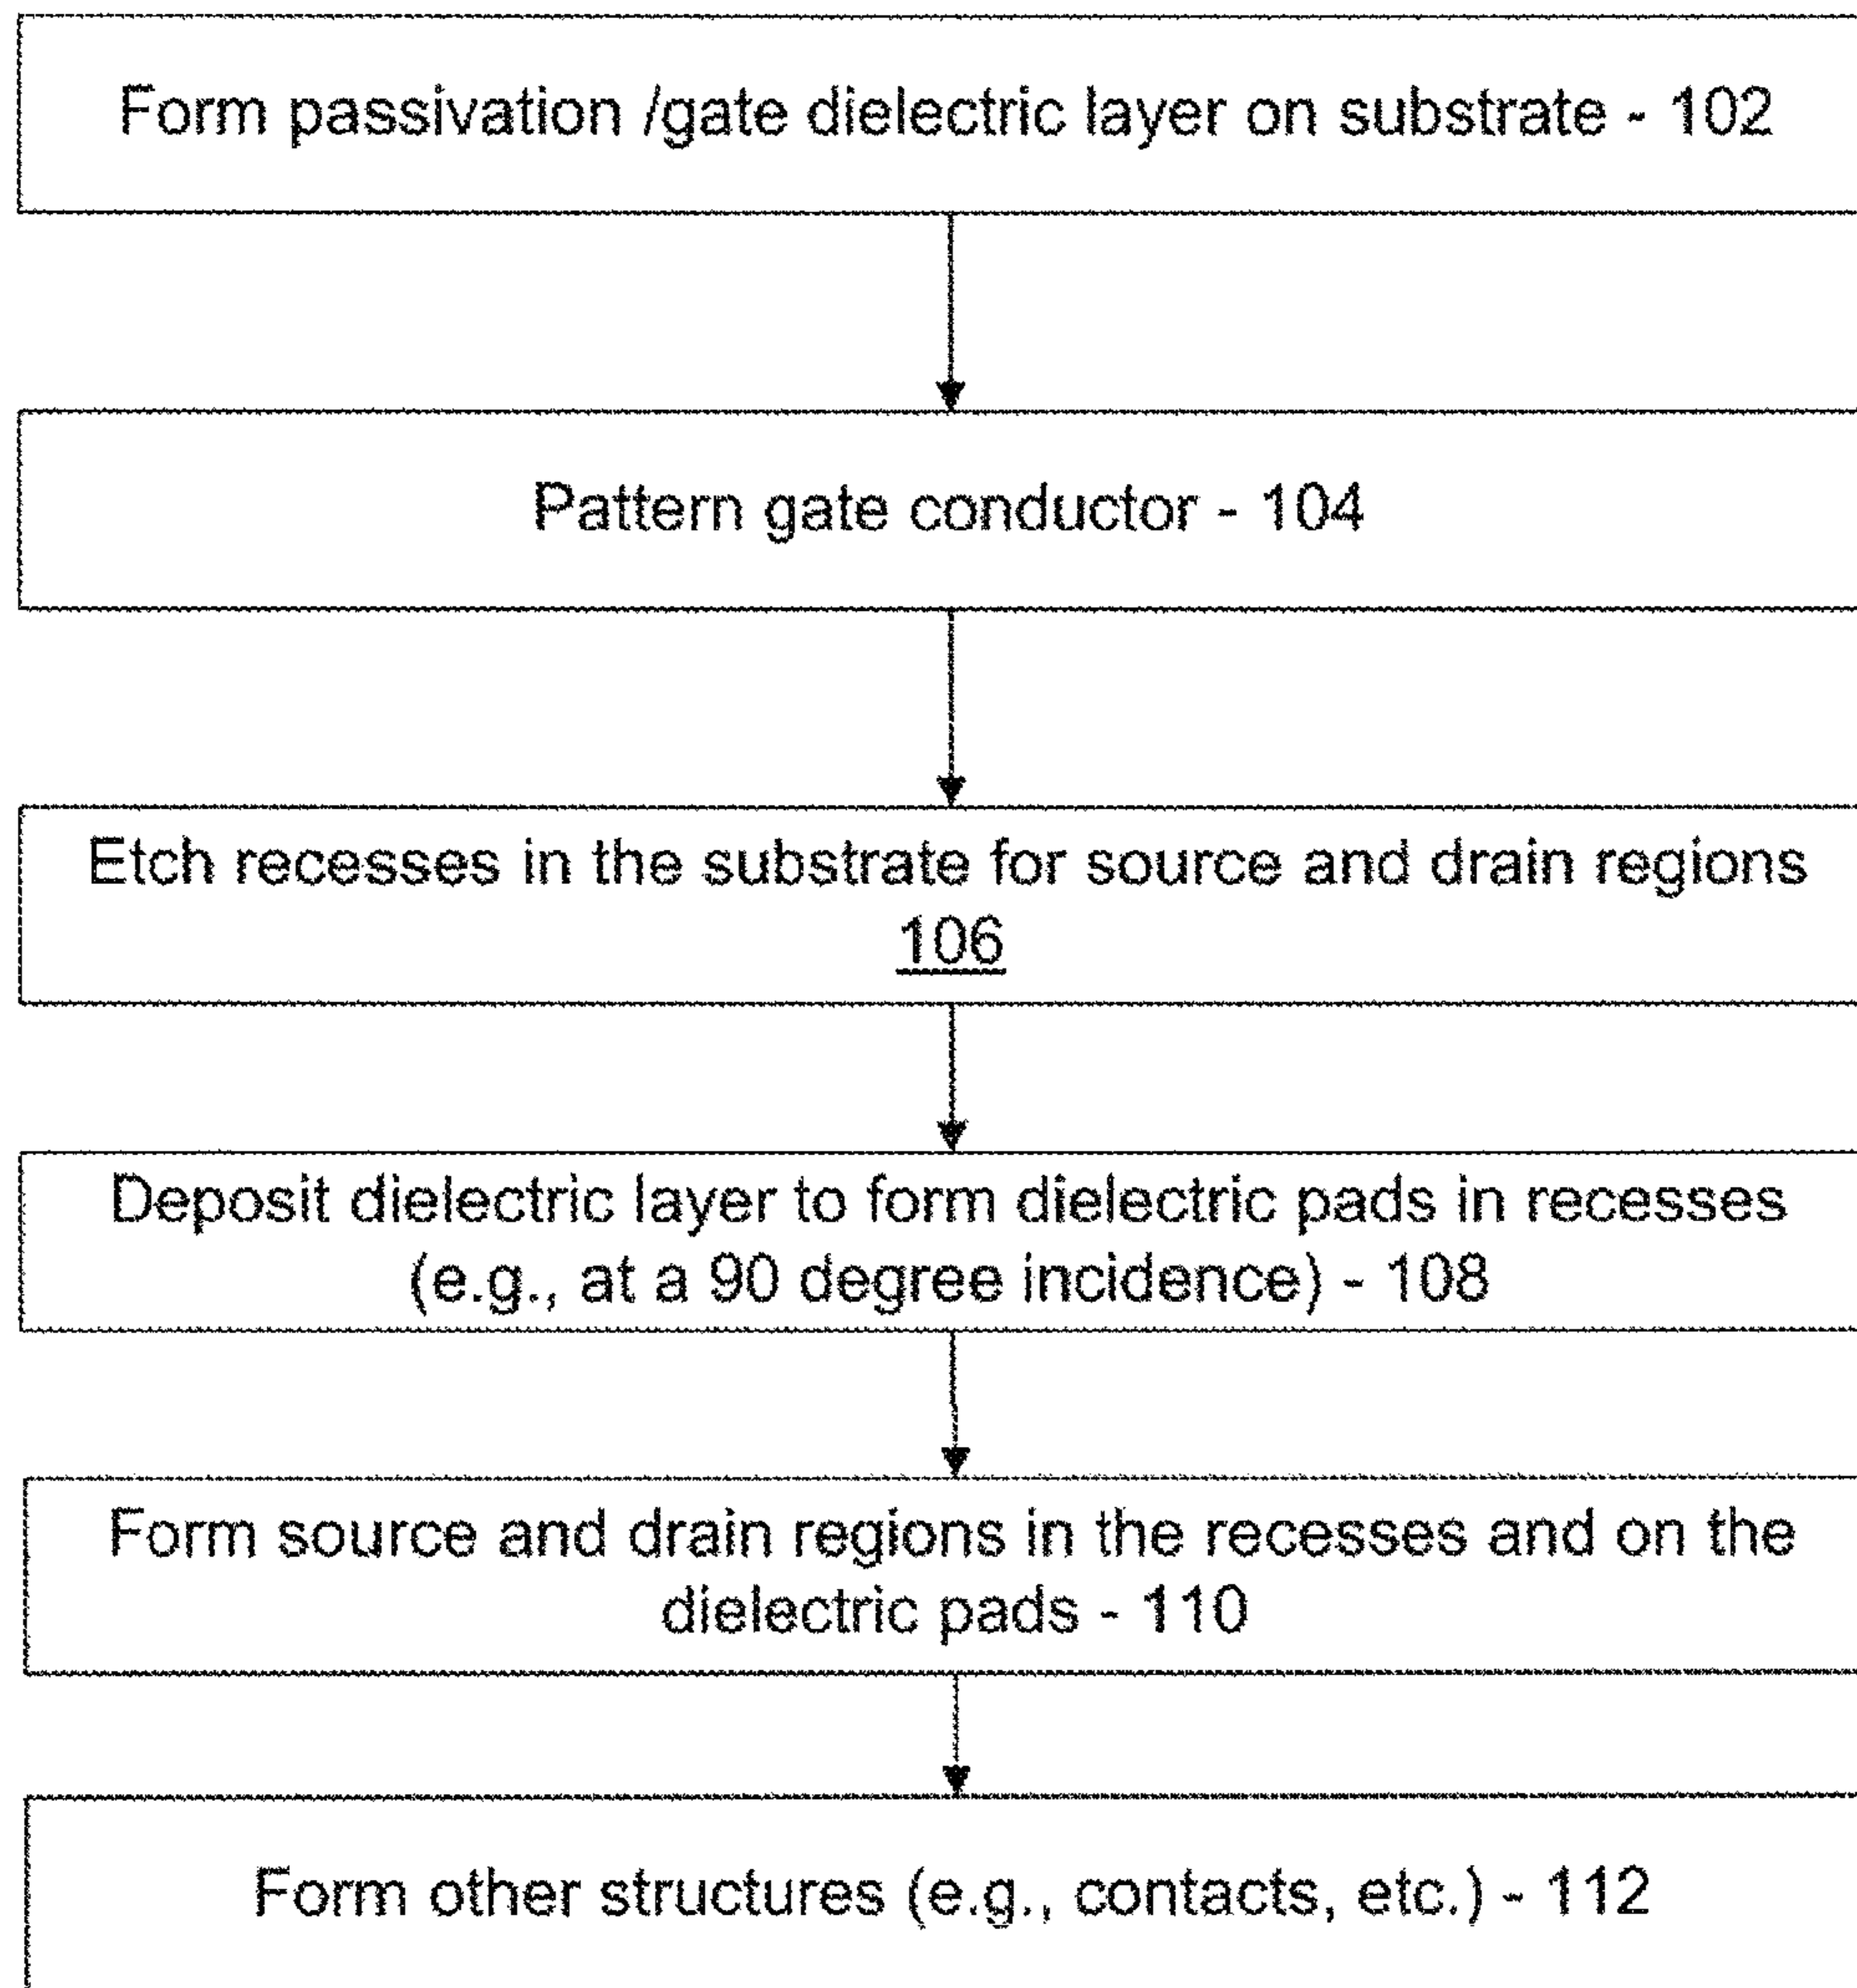 Form passivation /gate dielectric layer on substrate - 102
Pattern gate conductor - 104
Etch recesses in the substrate for source and drain regions
106
Deposit dielectric layer to form dielectric pads in recesses
(e.g., at a 90 degree incidence) - 108
Form source and drain regions in the recesses and on the
dielectric pads - 110
Form other structures (e.g., contacts, etc.) - 112